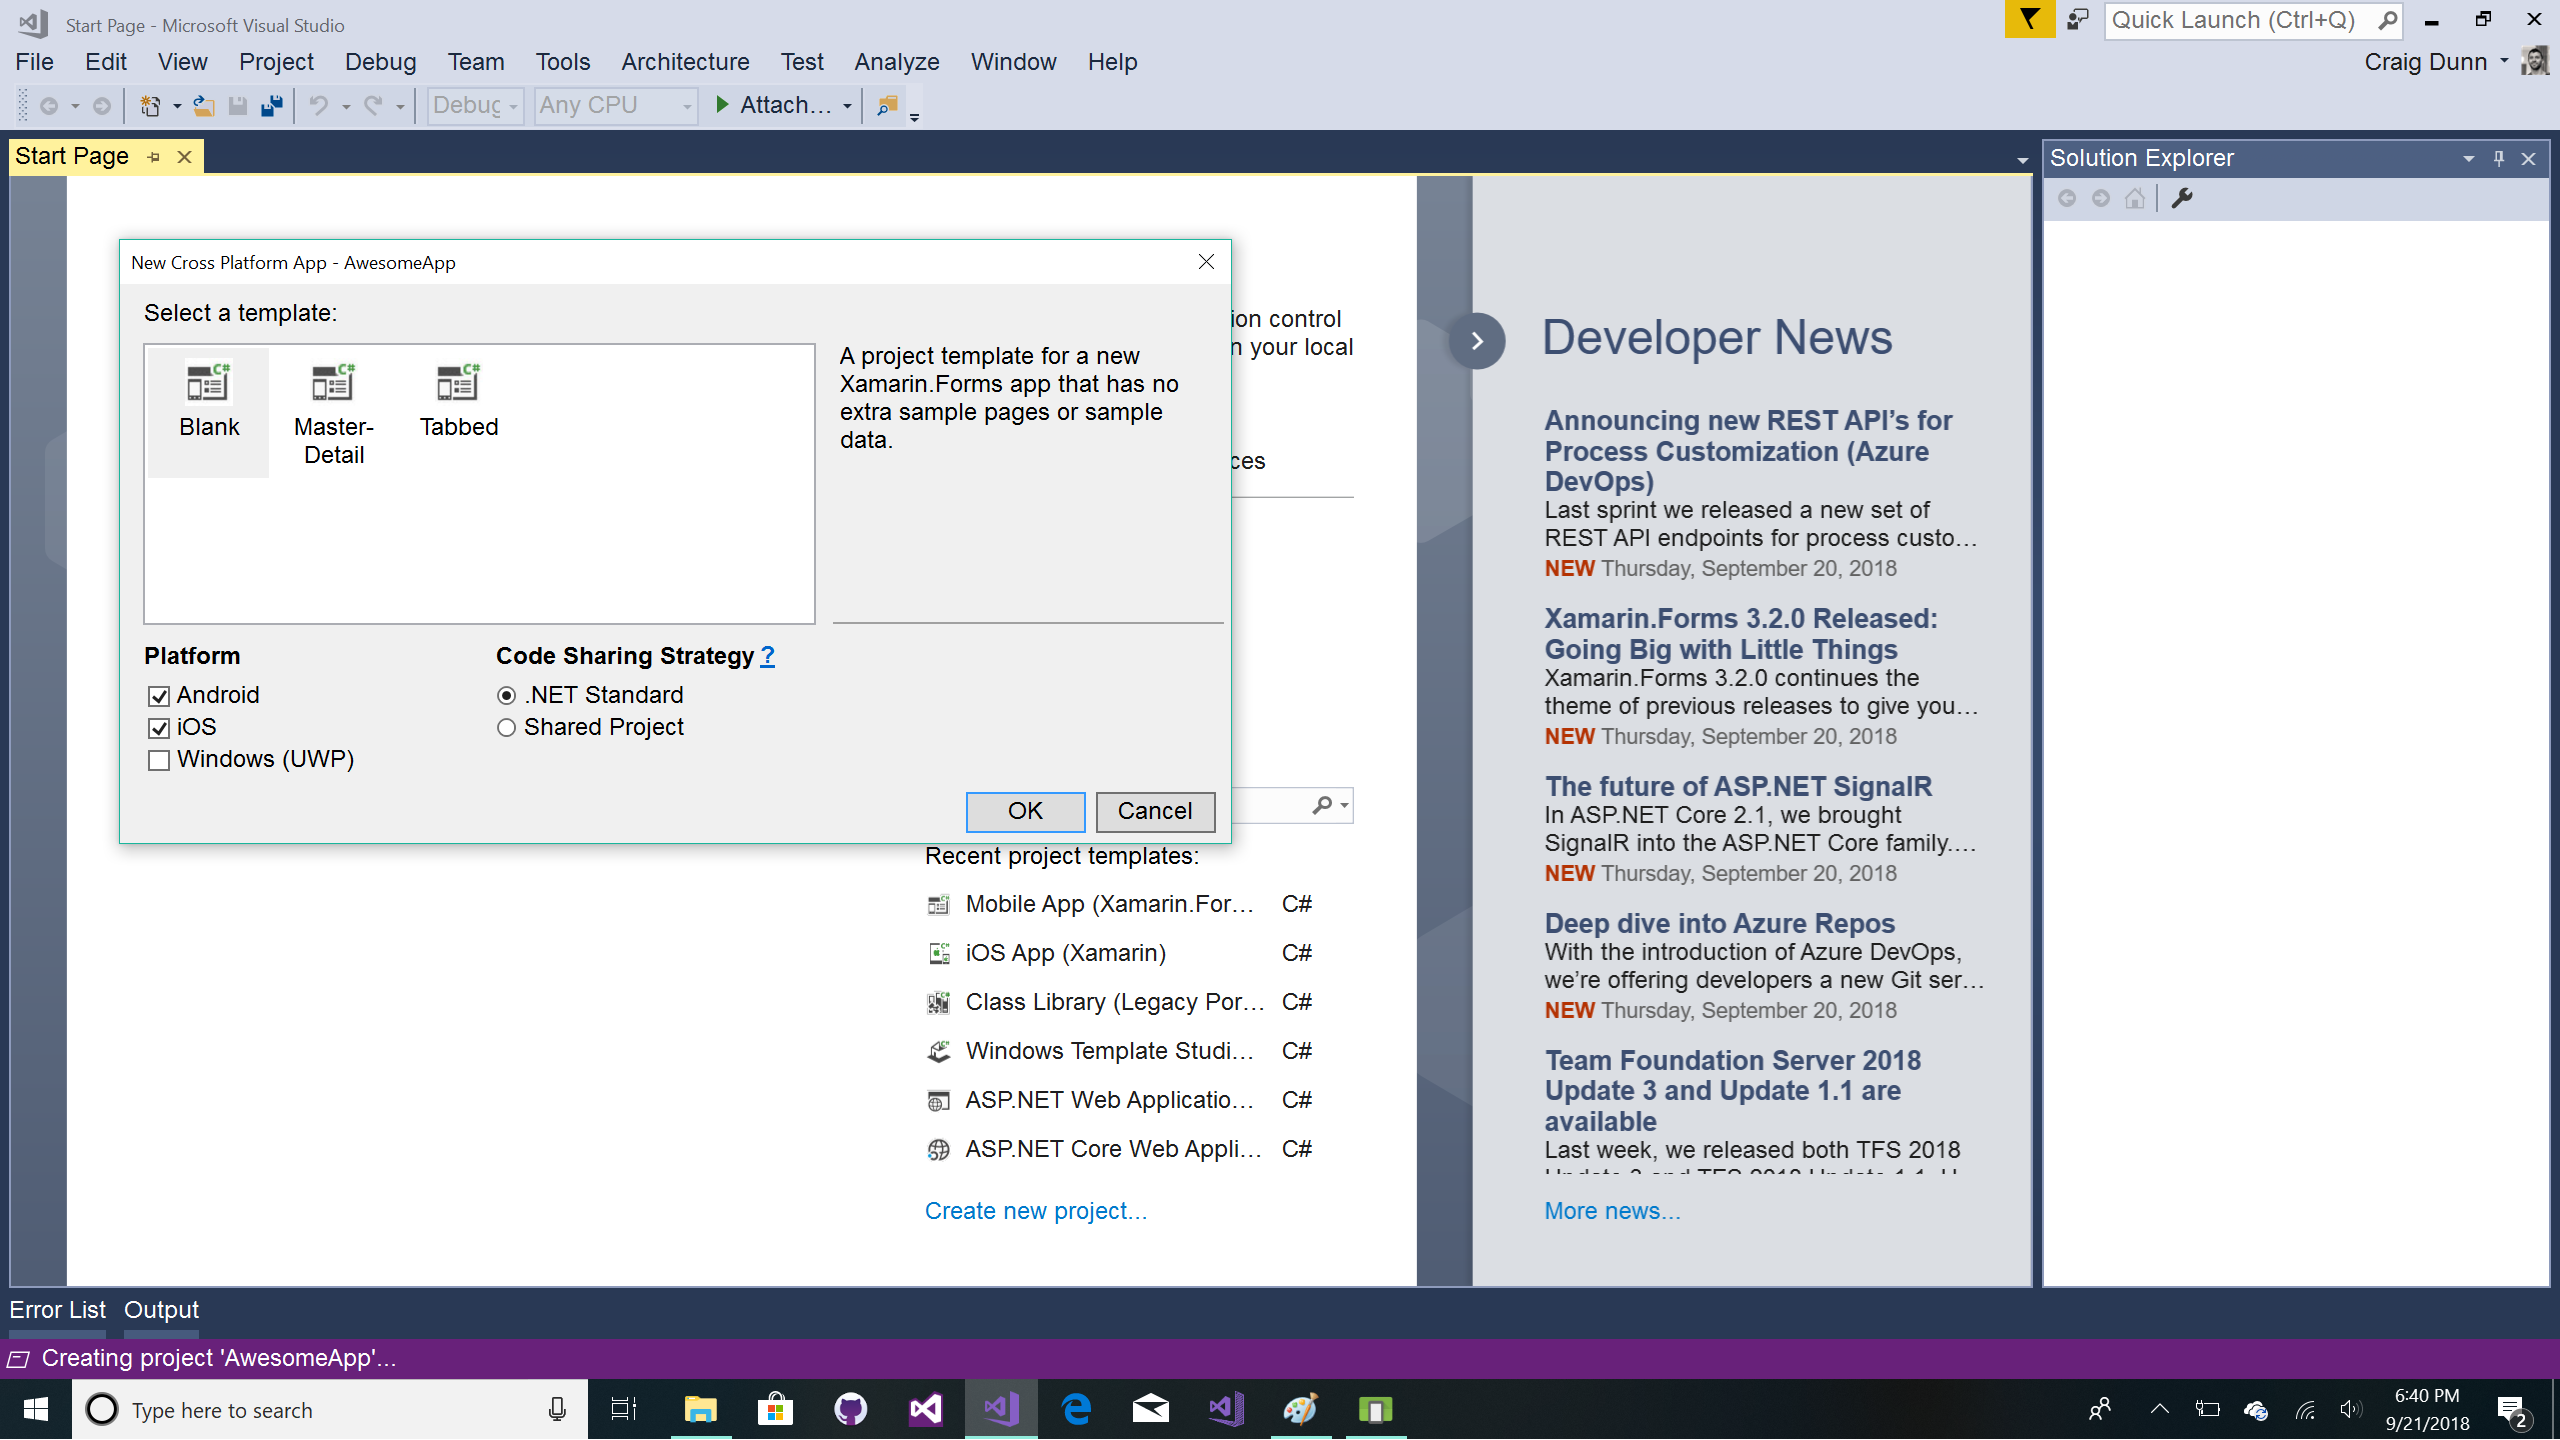 Start Page - Microsoft Visual Studio
Quick Launch (Ctrl+Q)
File Edit View Project Debug Team Tools Architecture Test Analyze Window Help
Craig Dunn
Debug Any CPU Attach...
Start Page
Solution Explorer
New Cross Platform App - AwesomeApp
Select a template:
Blank
Master-
Detail
Tabbed
A project template for a new
Xamarin.Forms app that has no
extra sample pages or sample
data.
Platform
Android
iOS
Windows (UWP)
Code Sharing Strategy ?
.NET Standard
Shared Project
OK Cancel
control
your local
Recent project templates:
Mobile App (Xamarin.For... C#
iOS App (Xamarin) C#
Class Library (Legacy Por... C#
Windows Template Studi... C#
ASP.NET Web Applicatio... C#
ASP.NET Core Web Appli... C#
Create new project...
Developer News
Announcing new REST API’s for
Process Customization (Azure
DevOps)
Last sprint we released a new set of
REST API endpoints for process custo...
NEW Thursday, September 20, 2018
Xamarin.Forms 3.2.0 Released:
Going Big with Little Things
Xamarin.Forms 3.2.0 continues the
theme of previous releases to give you...
NEW Thursday, September 20, 2018
The future of ASP.NET SignalR
In ASP.NET Core 2.1, we brought
SignalR into the ASP.NET Core family....
NEW Thursday, September 20, 2018
Deep dive into Azure Repos
With the introduction of Azure DevOps,
we’re offering developers a new Git ser...
NEW Thursday, September 20, 2018
Team Foundation Server 2018
Update 3 and Update 1.1 are
available
Last week, we released both TFS 2018
More news...
Error List Output
Creating project 'AwesomeApp'...
Type here to search
6:40 PM
9/21/2018
2